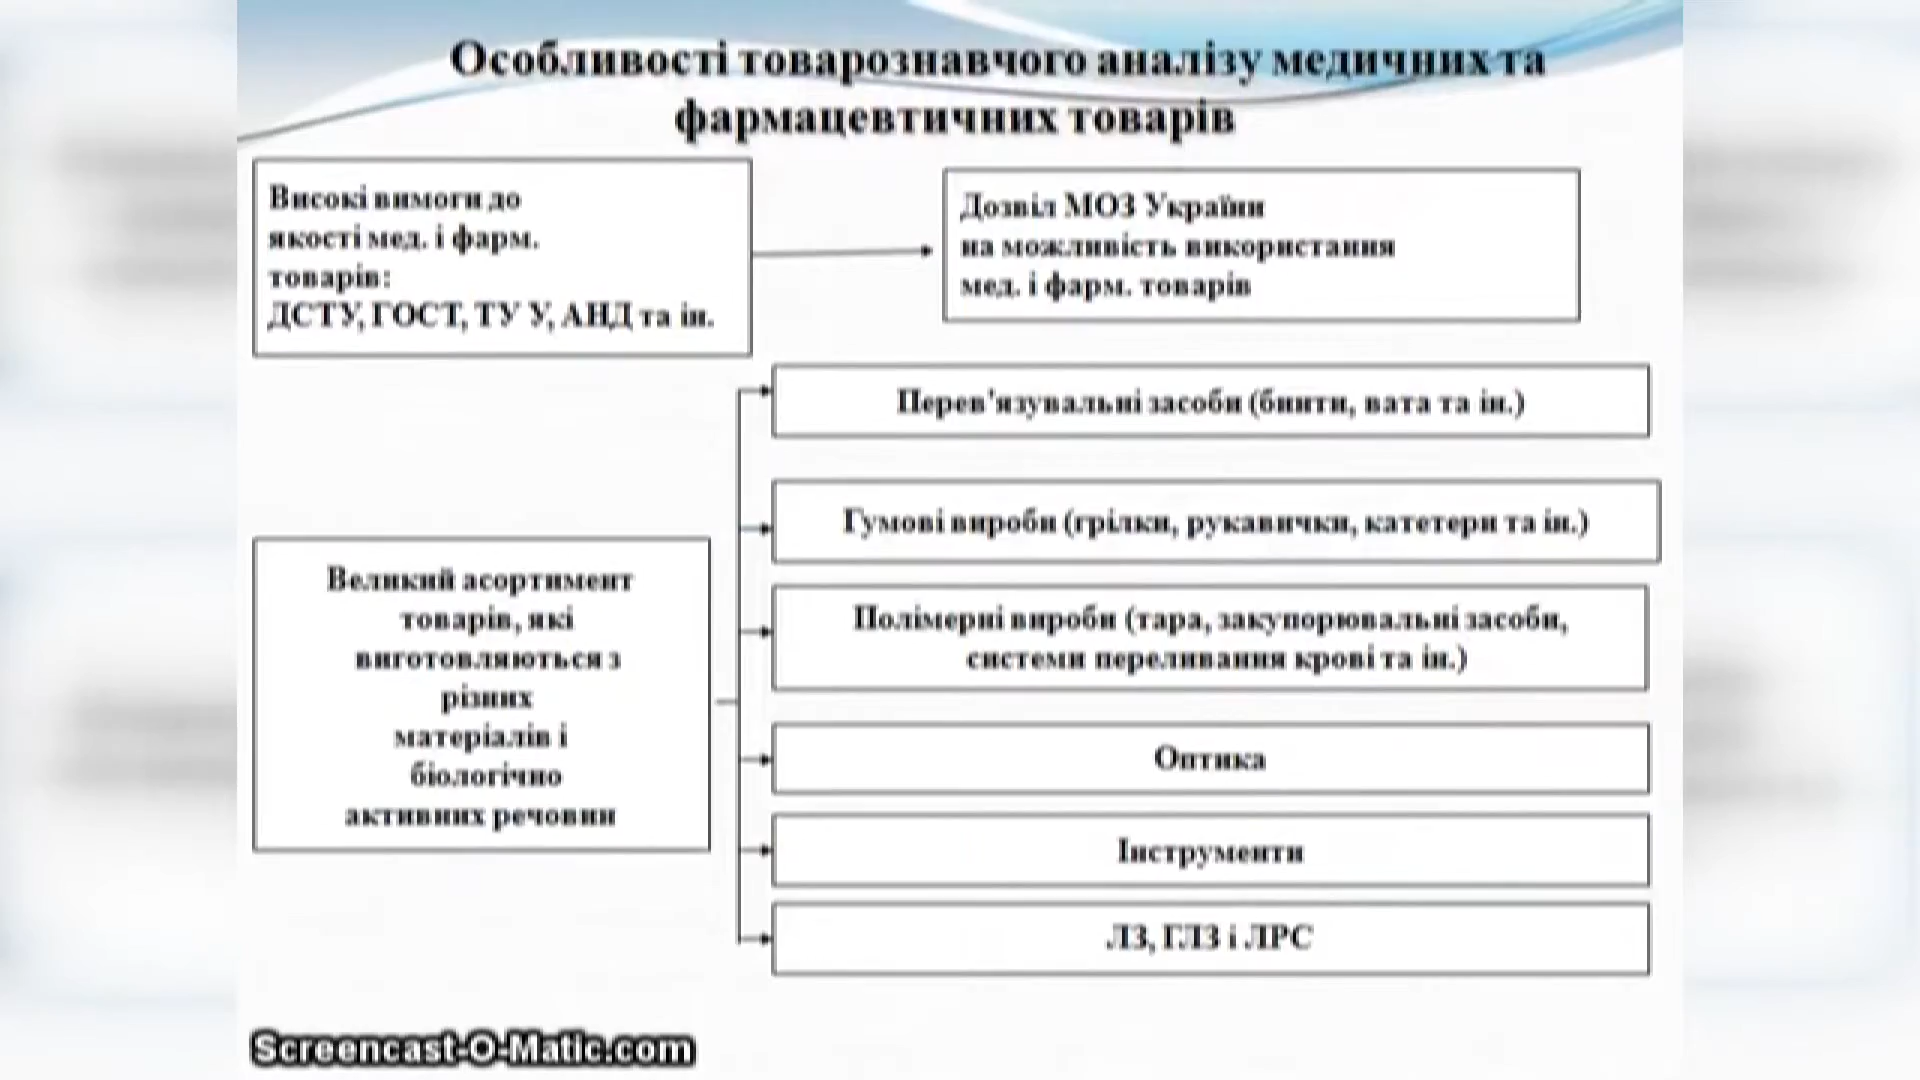 Особливості товарознавчого аналізу медичних та
фармацевтичних товарів
Високі вимоги до
якості мед. і фарм.
товарів:
ДСТУ, ГОСТ, ТУ У, АНД та ін.
Дозвіл МОЗ України
на можливість використання
мед. і фарм. товарів
Перев'язувальні засоби (бинти, вата та ін.)
Гумові вироби (грілки, рукавички, катетери та ін.)
Великий асортимент
товарів, які
виготовляються з
різних
матеріалів і
біологічно
активних речовин
Полімерні вироби (тара, закупорювальні засоби,
системи переливання крові та ін.)
Оптика
Інструменти
ЛЗ, ГЛЗ і ЛРС
Screencast-O-Matic.com